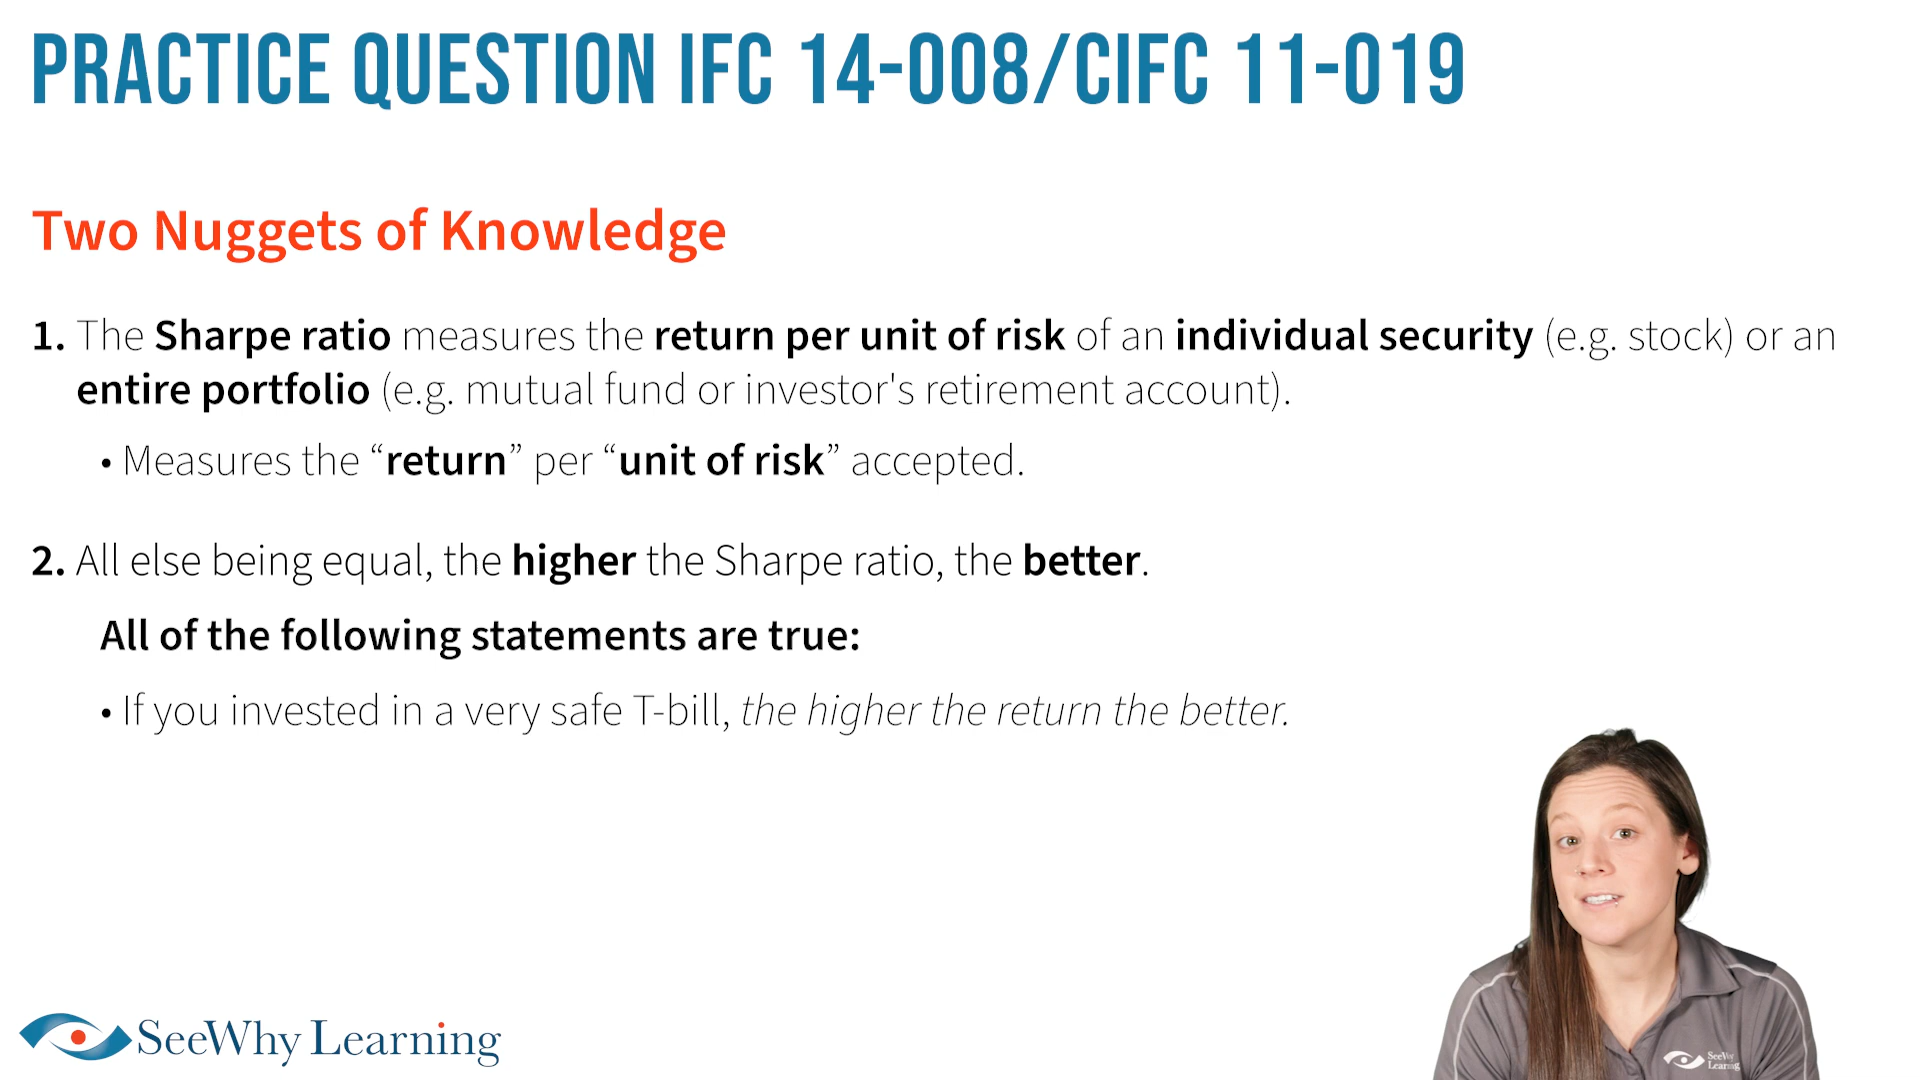 PRACTICE QUESTION IFC 14-008/CIFC 11-019
Two Nuggets of Knowledge
1. The Sharpe ratio measures the return per unit of risk of an individual security (e.g. stock) or an
entire portfolio (e.g. mutual fund or investor's retirement account).
• Measures the “return” per “unit of risk” accepted.
2. All else being equal, the higher the Sharpe ratio, the better.
All of the following statements are true:
• If you invested in a very safe T-bill, the higher the return the better.
SeeWhy Learning
SeeWhy
Learning